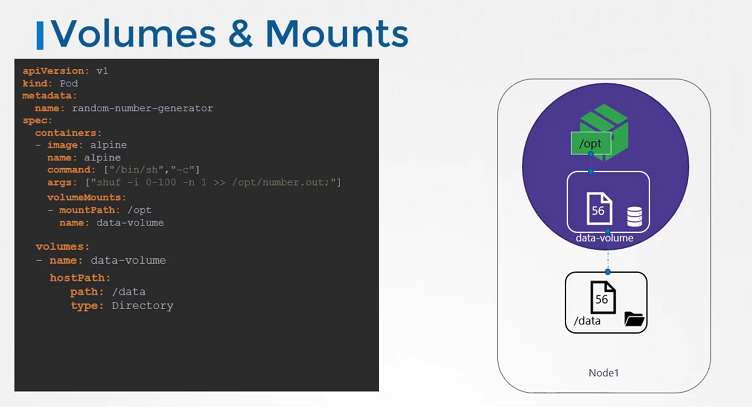 Volumes & Mounts
apiVersion: v1
kind: Pod
metadata:
  name: random-number-generator
spec:
  containers:
  - image: alpine
    name: alpine
    command: ["/bin/sh","-c"]
    args: ["shuf -i 0-100 -n 1 >> /opt/number.out;"]
    volumeMounts:
    - mountPath: /opt
      name: data-volume
  volumes:
  - name: data-volume
    hostPath:
      path: /data
      type: Directory
/opt
56
data-volume
56
/data
Node1